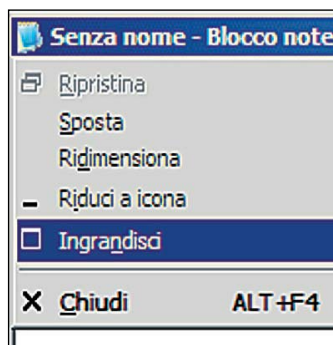 Senza nome - Blocco note
Ripristina
Sposta
Ridimensiona
Riduci a icona
Ingrandisci
Chiudi ALT+F4